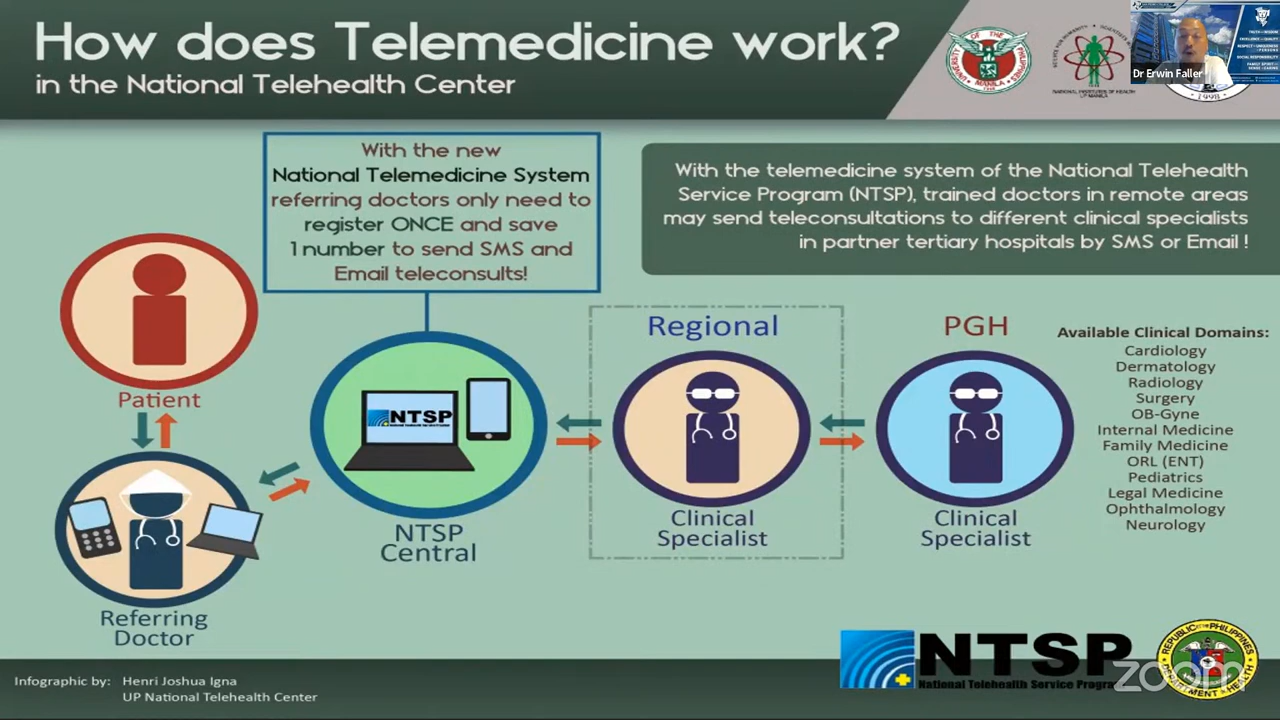 How does Telemedicine work?
in the National Telehealth Center
Dr Erwin Faller
1998
With the new
National Telemedicine System
referring doctors only need to
register ONCE and save
1 number to send SMS and
Email teleconsults!
With the telemedicine system of the National Telehealth
Service Program (NTSP), trained doctors in remote areas
may send teleconsultations to different clinical specialists
in partner tertiary hospitals by SMS or Email !
Patient
Referring
Doctor
NTSP
NTSP
Central
Regional
Clinical
Specialist
PGH
Clinical
Specialist
Available Clinical Domains:
Cardiology
Dermatology
Radiology
Surgery
OB-Gyne
Internal Medicine
Family Medicine
ORL (ENT)
Pediatrics
Legal Medicine
Ophthalmology
Neurology
Infographic by: Henri Joshua Igna
UP National Telehealth Center
NTSP
National Telehealth Service
zoom